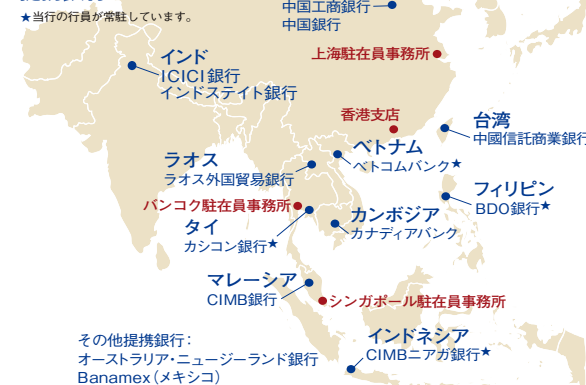 ★当行の行員が常駐しています。
中国工商銀行
中国銀行
インド
ICICI銀行
インドステイト銀行
上海駐在員事務所
香港支店
台湾
中國信託商業銀行
ベトナム
ベトコムバンク★
ラオス
ラオス外国貿易銀行
フィリピン
BDO銀行★
バンコク駐在員事務所
タイ
カシコン銀行★
カンボジア
カナディアバンク
マレーシア
CIMB銀行
シンガポール駐在員事務所
インドネシア
CIMBニアガ銀行★
その他提携銀行：
オーストラリア・ニュージーランド銀行
Banamex（メキシコ）